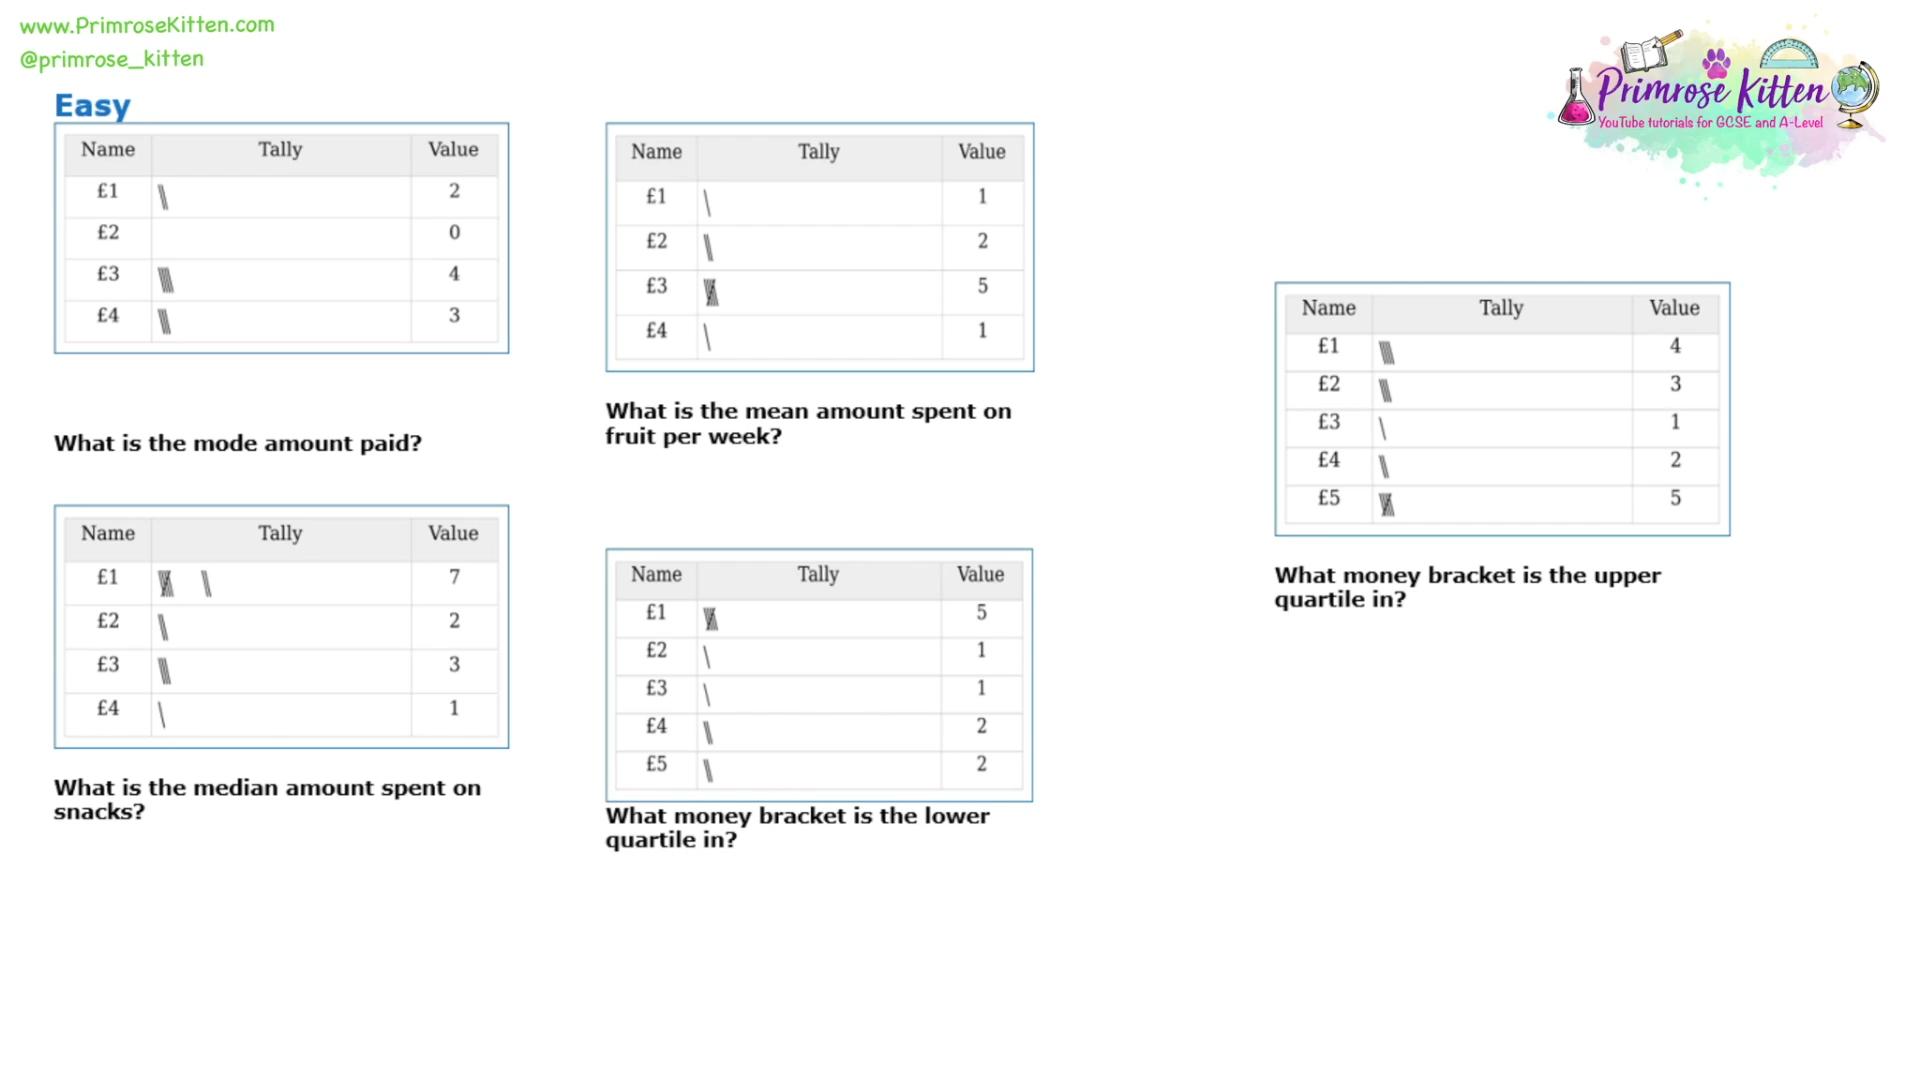 www.PrimroseKitten.com
@primrose_kitten
Primrose Kitten
YouTube tutorials for GCSE and A-Level
Easy
Name Tally Value
£1 2
£2 0
£3 4
£4 3
What is the mode amount paid?
Name Tally Value
£1 7
£2 2
£3 3
£4 1
What is the median amount spent on
snacks?
Name Tally Value
£1 1
£2 2
£3 5
£4 1
What is the mean amount spent on
fruit per week?
Name Tally Value
£1 5
£2 1
£3 1
£4 2
£5 2
What money bracket is the lower
quartile in?
Name Tally Value
£1 4
£2 3
£3 1
£4 2
£5 5
What money bracket is the upper
quartile in?